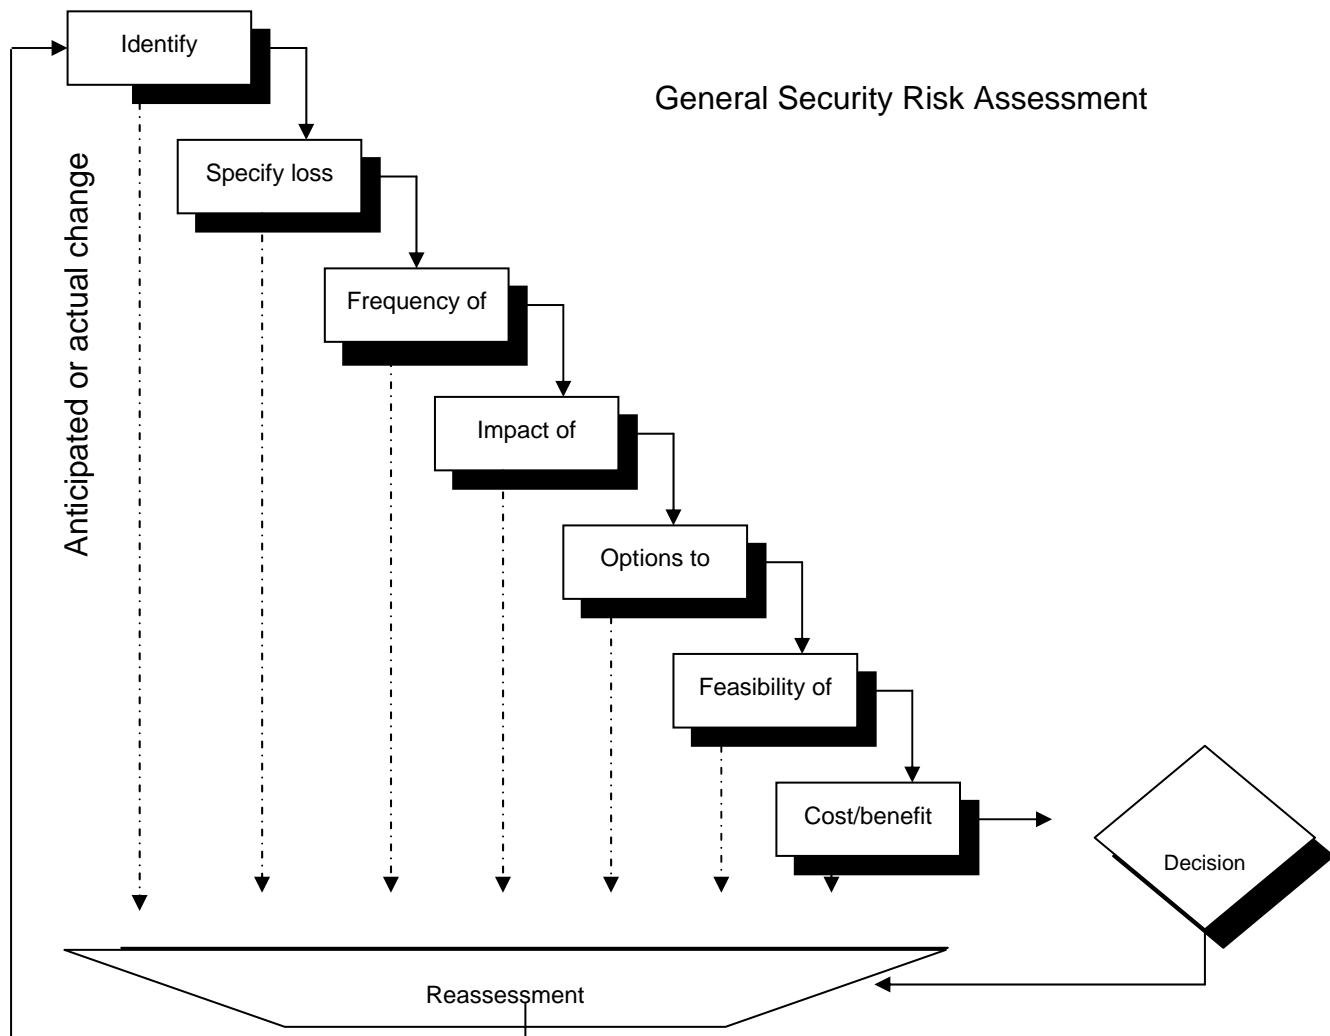 Identify
General Security Risk Assessment
Anticipated or actual change
Specify loss
Frequency of
Impact of
Options to
Feasibility of
Cost/benefit
Decision
Reassessment